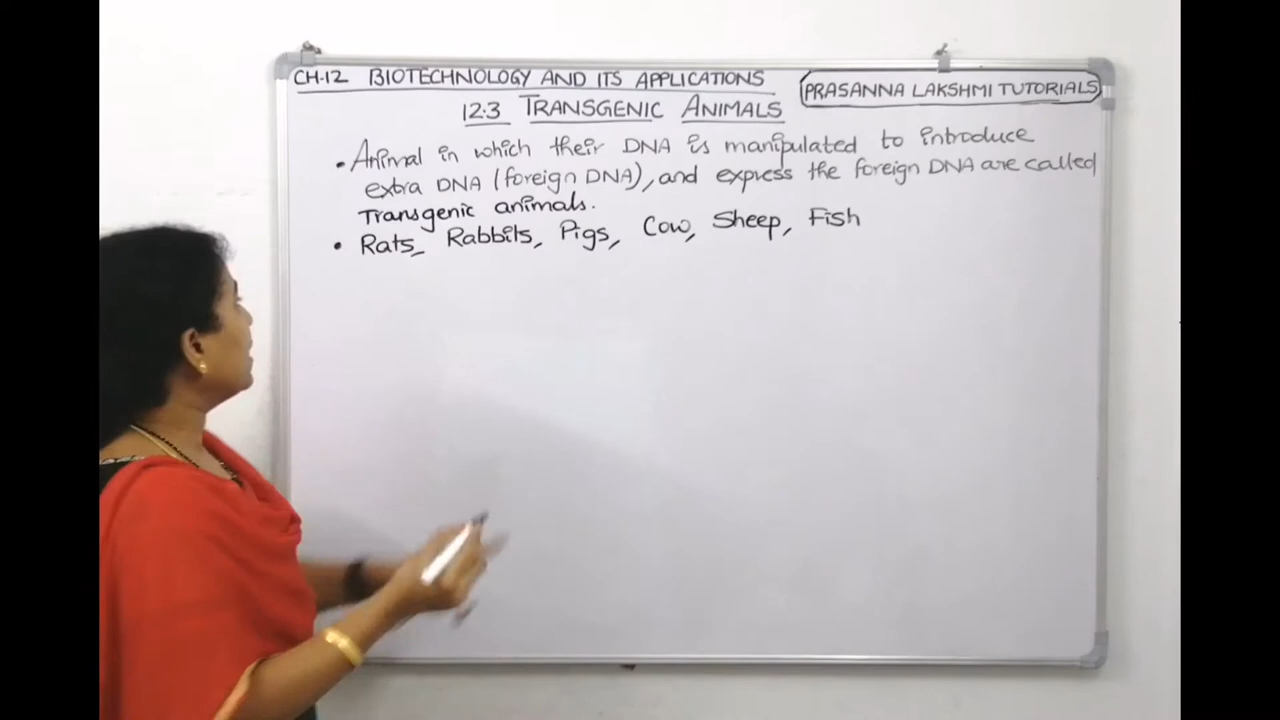 CH.12 BIOTECHNOLOGY AND ITS APPLICATIONS
PRASANNA LAKSHMI TUTORIALS
12.3 TRANSGENIC ANIMALS
• Animal in which their DNA is manipulated to introduce
extra DNA (foreign DNA), and express the foreign DNA are called
Transgenic animals.
• Rats, Rabbits, Pigs, Cow, Sheep, Fish